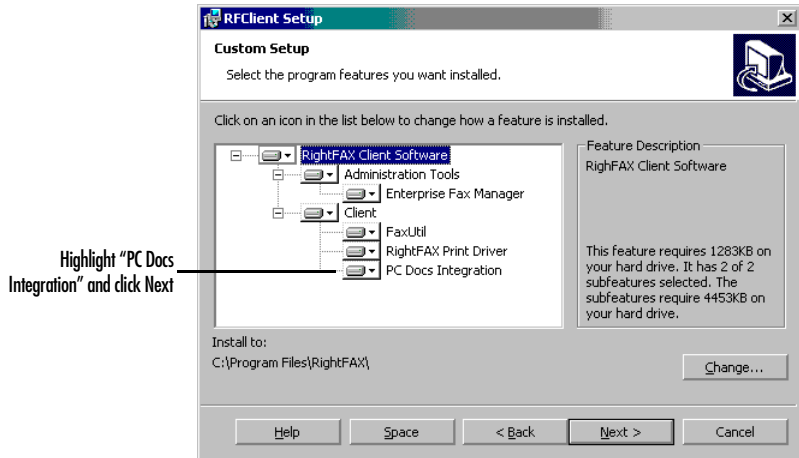 RFClient Setup
Custom Setup
Select the program features you want installed.
Click on an icon in the list below to change how a feature is installed.
RightFAX Client Software
Administration Tools
Enterprise Fax Manager
Client
FaxUtil
RightFAX Print Driver
PC Docs Integration
Feature Description
RighFAX Client Software
This feature requires 1283KB on
your hard drive. It has 2 of 2
subfeatures selected. The
subfeatures require 4453KB on
your hard drive.
Highlight “PC Docs
Integration” and click Next
Install to:
C:\Program Files\RightFAX\
Change...
Help
Space
< Back
Next >
Cancel